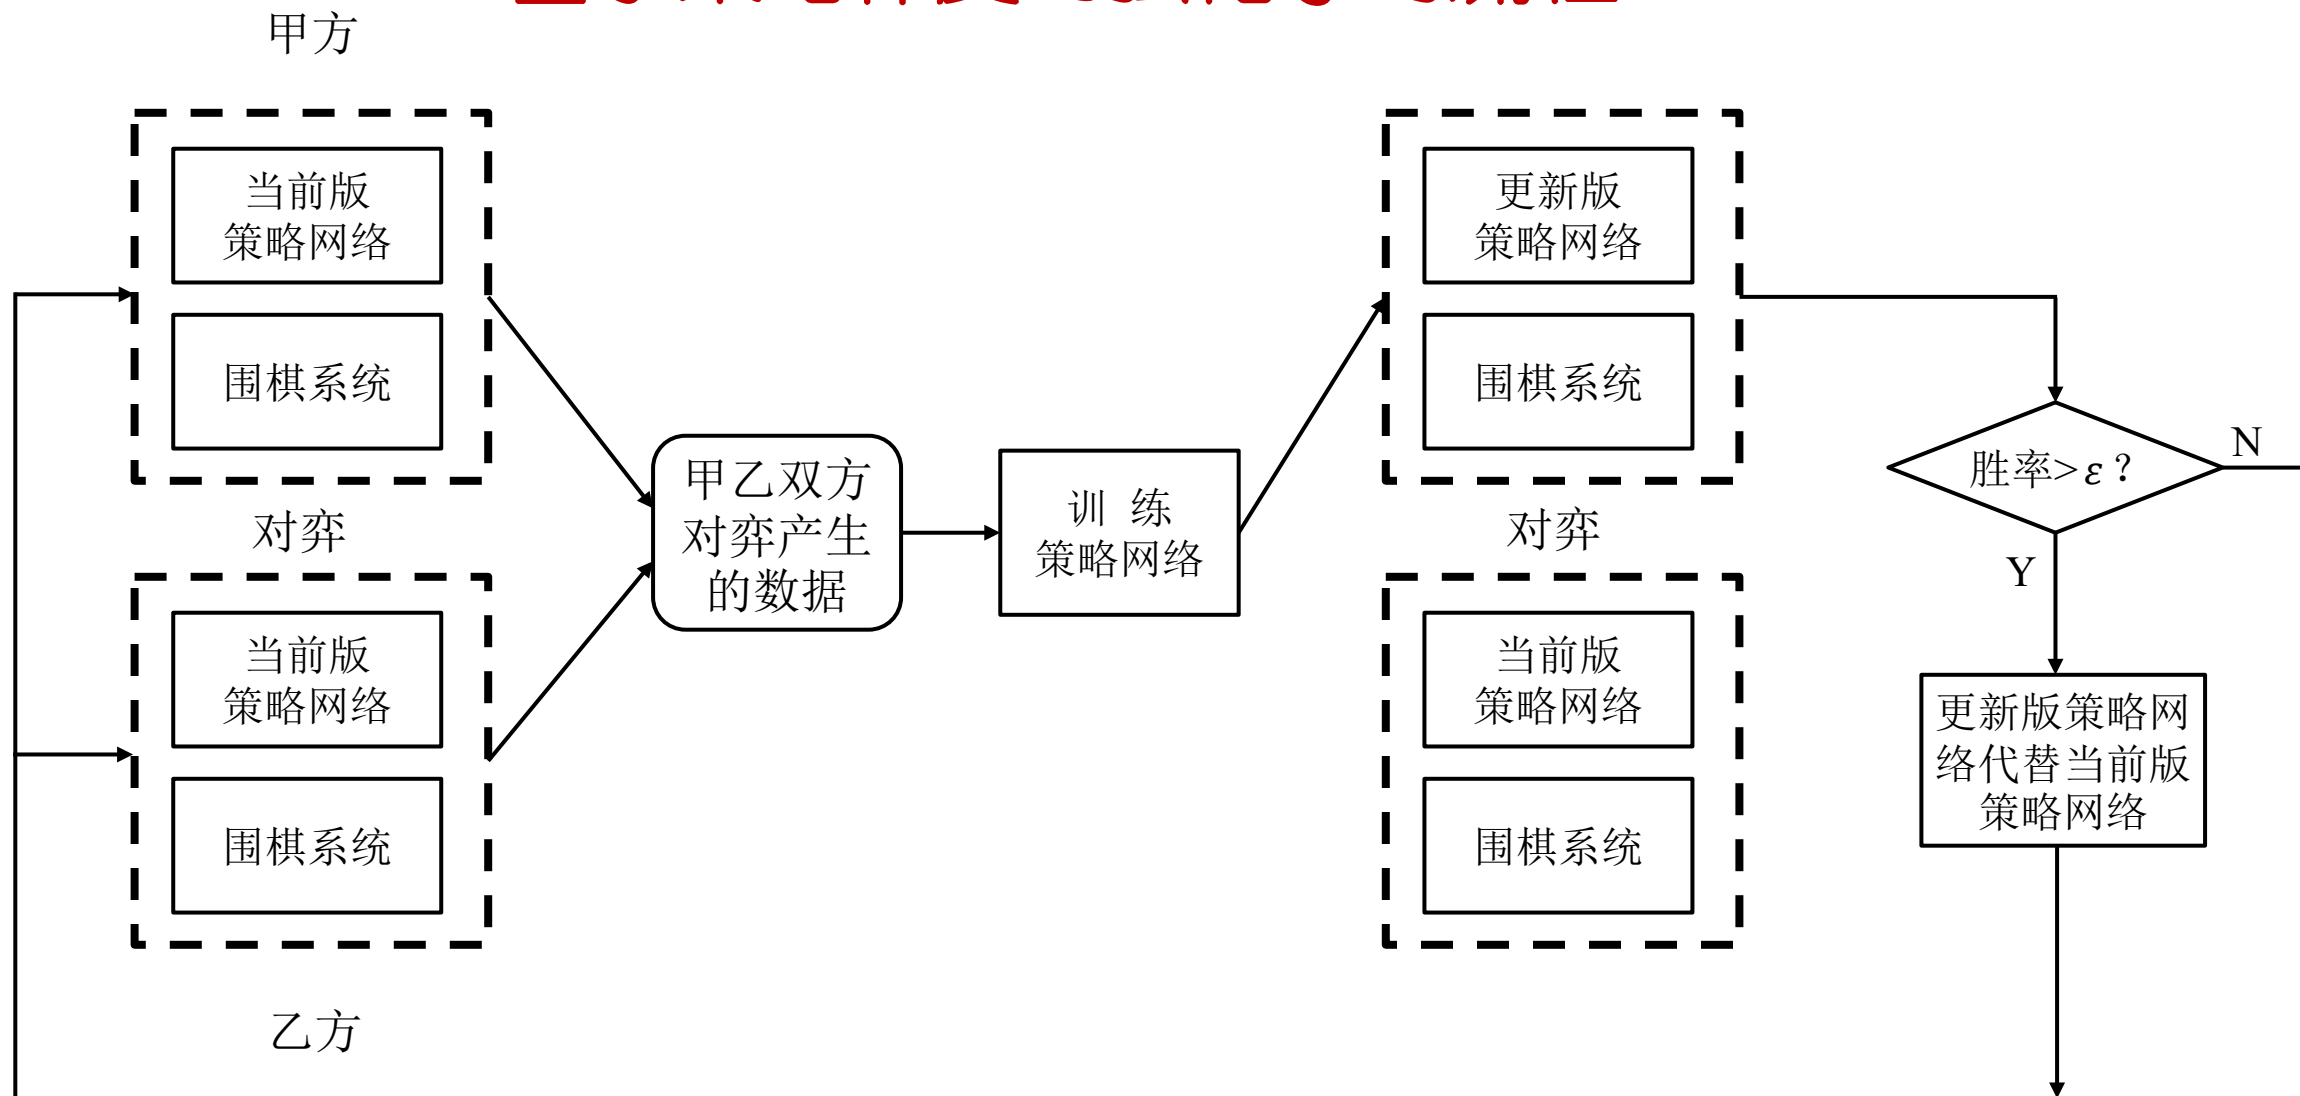 甲方
当前版
策略网络
围棋系统
对弈
当前版
策略网络
围棋系统
乙方
甲乙双方
对弈产生
的数据
训 练
策略网络
更新版
策略网络
围棋系统
对弈
当前版
策略网络
围棋系统
胜率>ε？
N
Y
更新版策略网
络代替当前版
策略网络